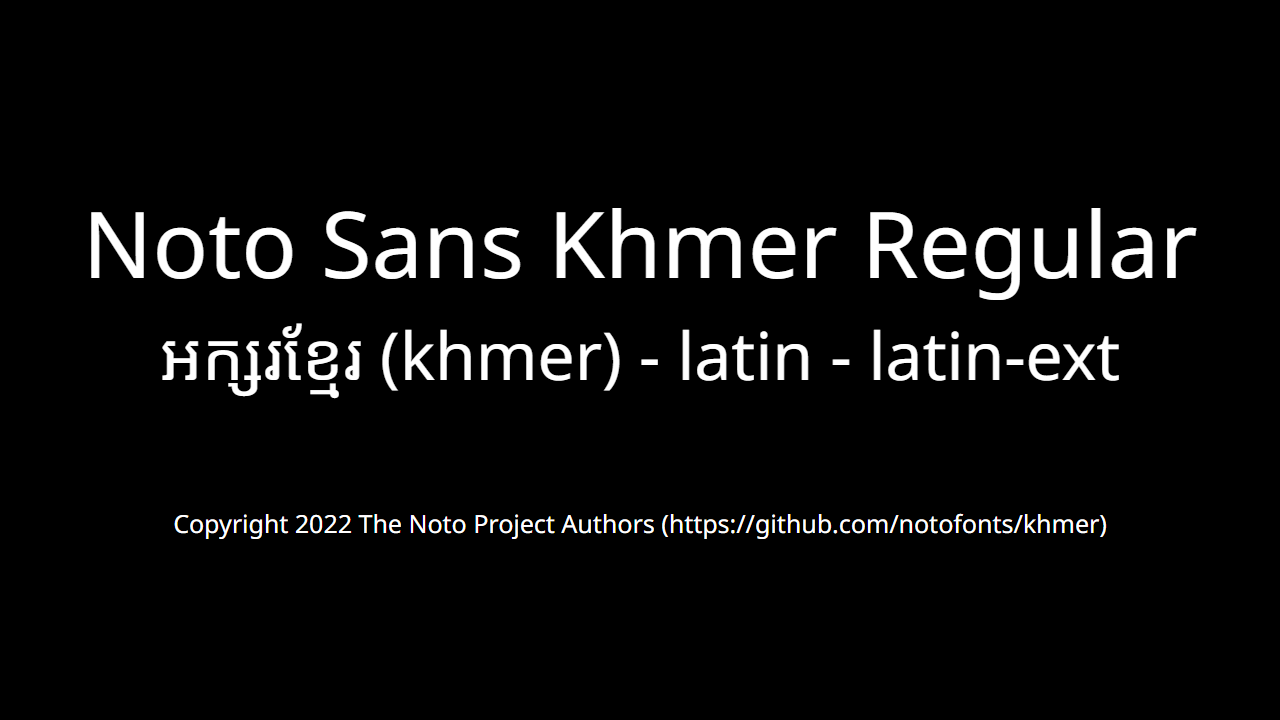 Noto Sans Khmer Regular
អក្សរខ្មែរ (khmer) - latin - latin-ext
Copyright 2022 The Noto Project Authors (https://github.com/notofonts/khmer)